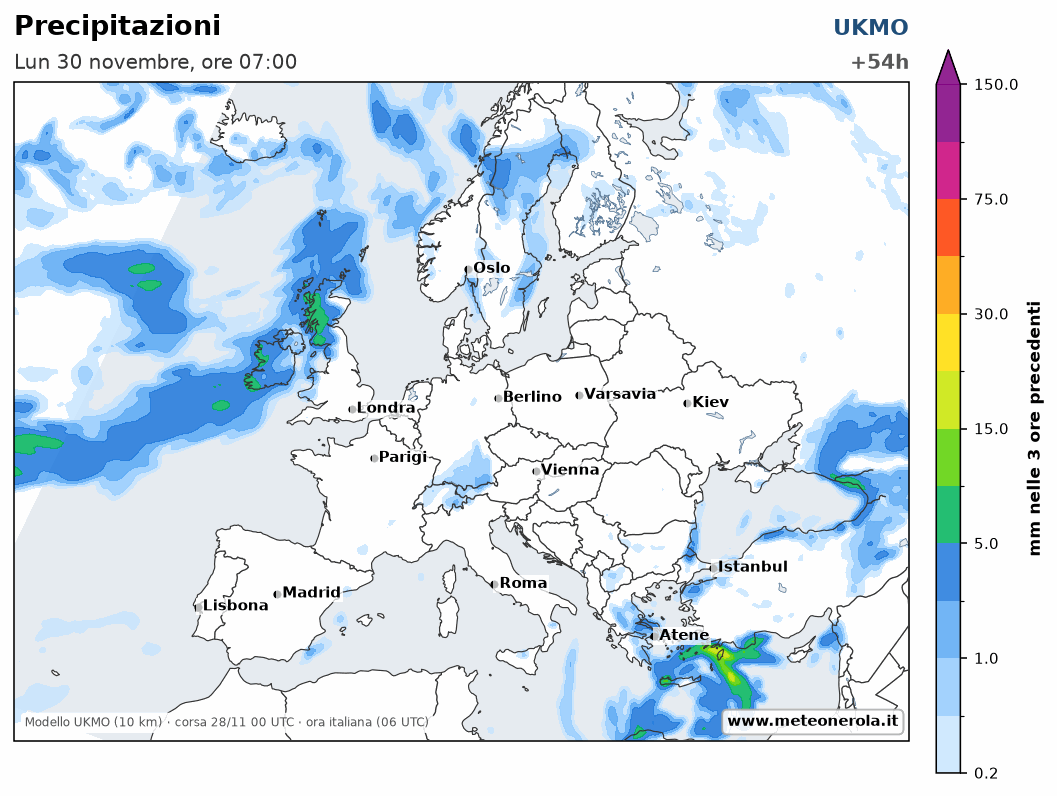 Precipitazioni
UKMO
Lun 30 novembre, ore 07:00
+54h
150.0
75.0
30.0
15.0
5.0
1.0
0.2
mm nelle 3 ore precedenti
Oslo
Berlino
Varsavia
Kiev
Londra
Parigi
Vienna
Istanbul
Roma
Madrid
Lisbona
Atene
Modello UKMO (10 km) · corsa 28/11 00 UTC · ora italiana (06 UTC)
www.meteonerola.it